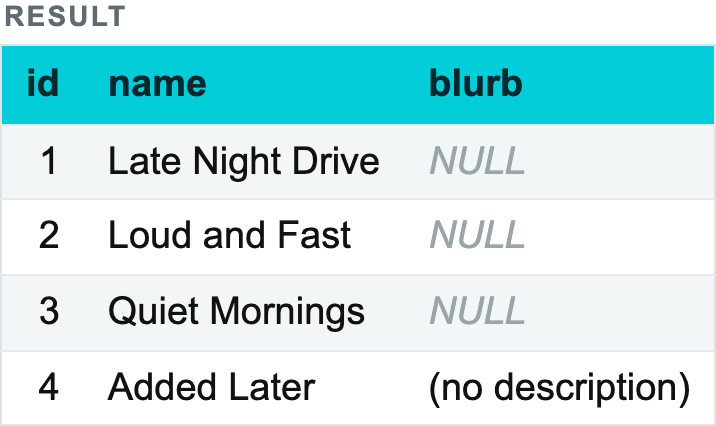 RESULT
id name blurb
1 Late Night Drive NULL
2 Loud and Fast NULL
3 Quiet Mornings NULL
4 Added Later (no description)